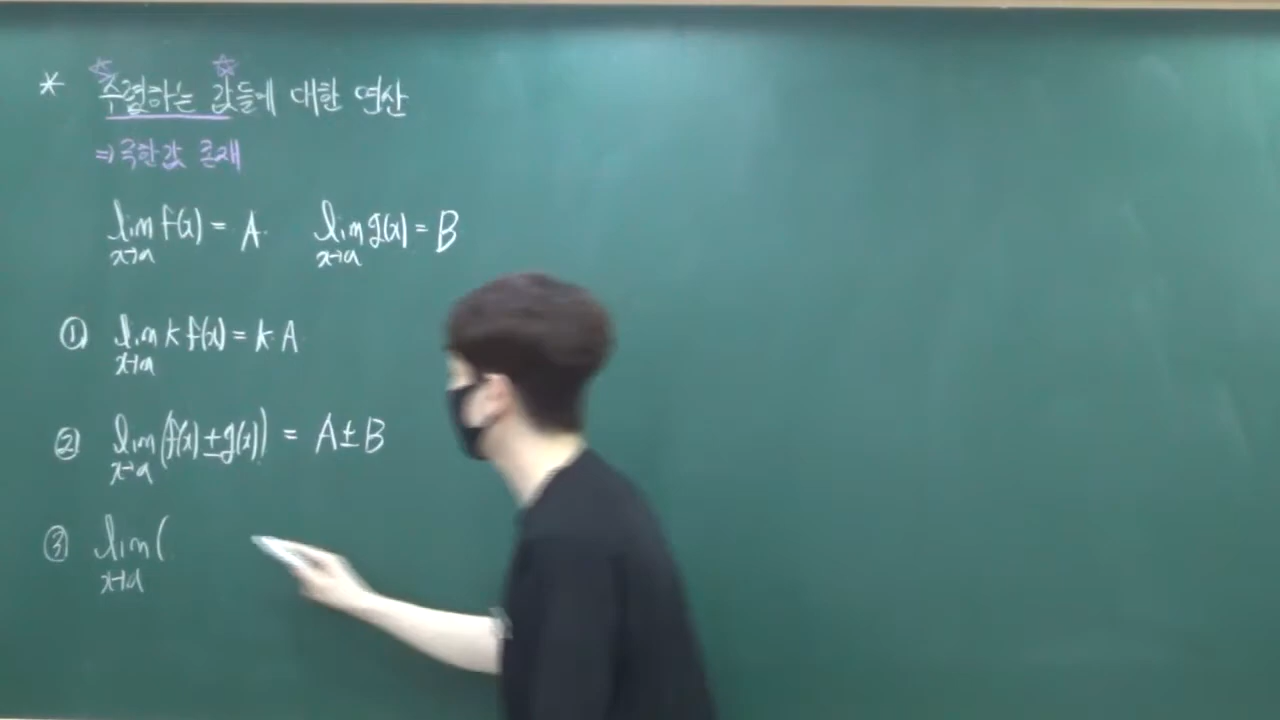 * 수렴하는 값들에 대한 연산
⇒ 극한값 존재
lim f(x) = A  lim g(x) = B
x→a  x→a
① lim k f(x) = k A
x→a
② lim (f(x) ± g(x)) = A ± B
x→a
③ lim (
x→a